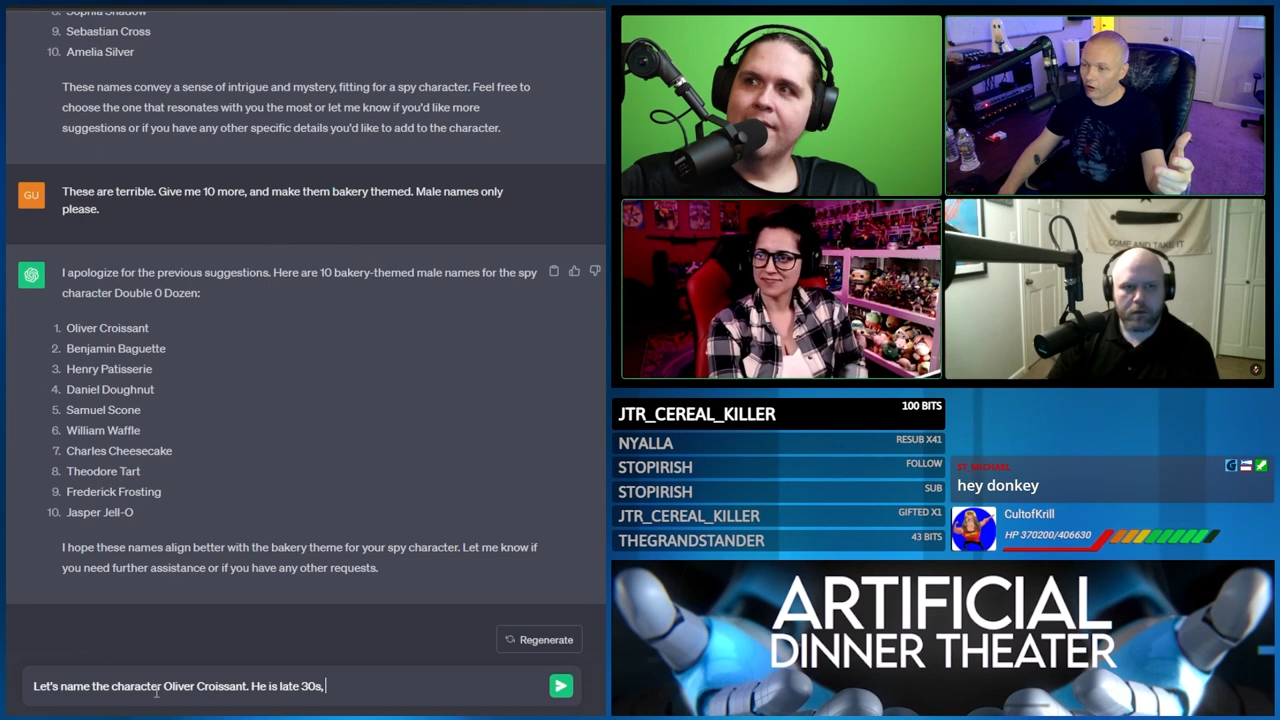 8. Sophia Shadow
9. Sebastian Cross
10. Amelia Silver
These names convey a sense of intrigue and mystery, fitting for a spy character. Feel free to
choose the one that resonates with you the most or let me know if you'd like more
suggestions or if you have any other specific details you'd like to add to the character.
GU
These are terrible. Give me 10 more, and make them bakery themed. Male names only
please.
I apologize for the previous suggestions. Here are 10 bakery-themed male names for the spy
character Double 0 Dozen:
1. Oliver Croissant
2. Benjamin Baguette
3. Henry Patisserie
4. Daniel Doughnut
5. Samuel Scone
6. William Waffle
7. Charles Cheesecake
8. Theodore Tart
9. Frederick Frosting
10. Jasper Jell-O
I hope these names align better with the bakery theme for your spy character. Let me know if
you need further assistance or if you have any other requests.
Regenerate
Let's name the character Oliver Croissant. He is late 30s,
COME AND TAKE IT
JTR_CEREAL_KILLER 100 BITS
NYALLA RESUB X41
STOPIRISH FOLLOW
STOPIRISH SUB
JTR_CEREAL_KILLER GIFTED X1
THEGRANDSTANDER 43 BITS
ST_MICHAEL
hey donkey
CultofKrill
HP 370200/406630
ARTIFICIAL
DINNER THEATER